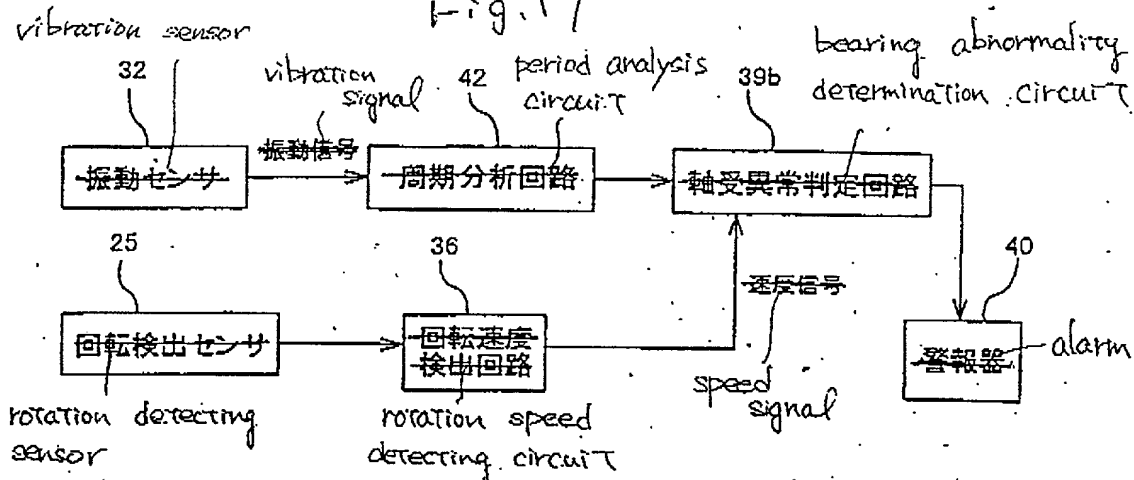 Fig. 17
vibration sensor
32
vibration
signal
42
period analysis
circuit
39b
bearing abnormality
determination circuit
振動センサ
振動信号
周期分析回路
軸受異常判定回路
25
36
40
回転検出センサ
回転速度
検出回路
速度信号
警報器
alarm
rotation detecting
sensor
rotation speed
detecting circuit
speed
signal